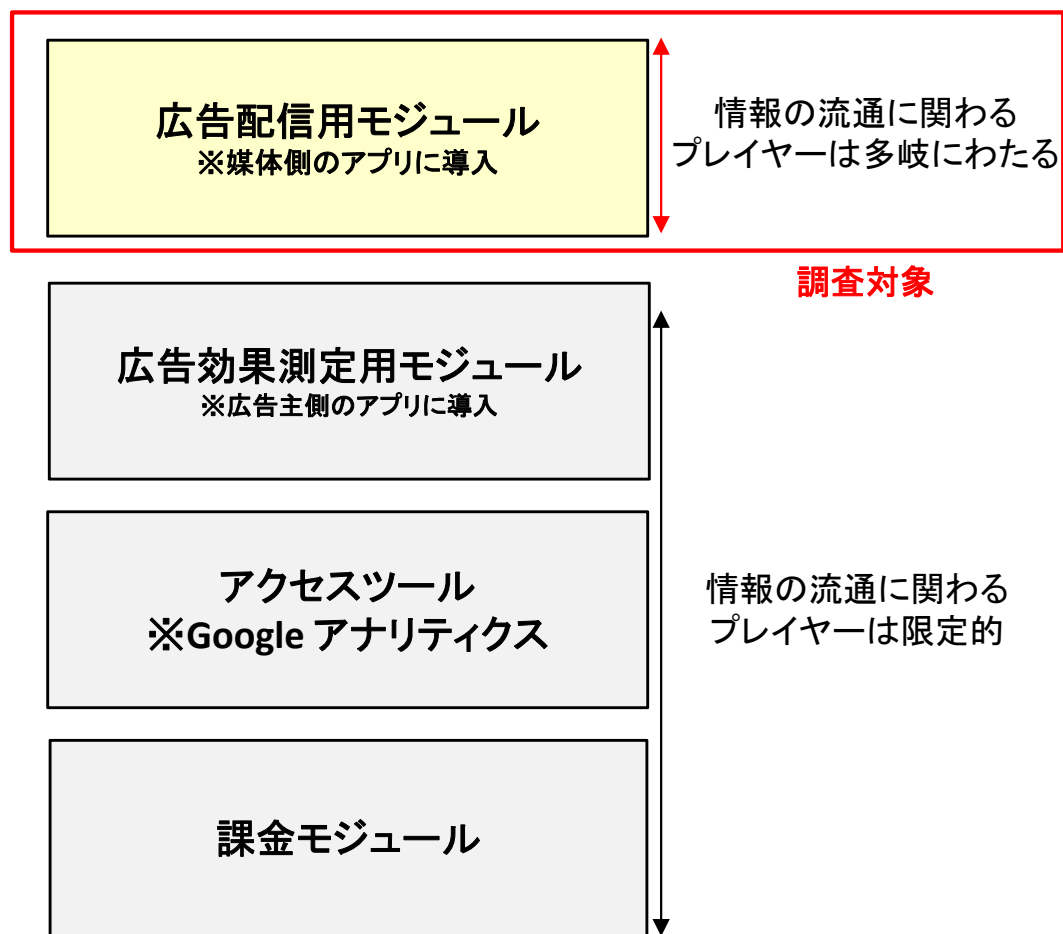 広告配信用モジュール
※媒体側のアプリに導入
情報の流通に関わる
プレイヤーは多岐にわたる
調査対象
広告効果測定用モジュール
※広告主側のアプリに導入
アクセスツール
※Google アナリティクス
情報の流通に関わる
プレイヤーは限定的
課金モジュール